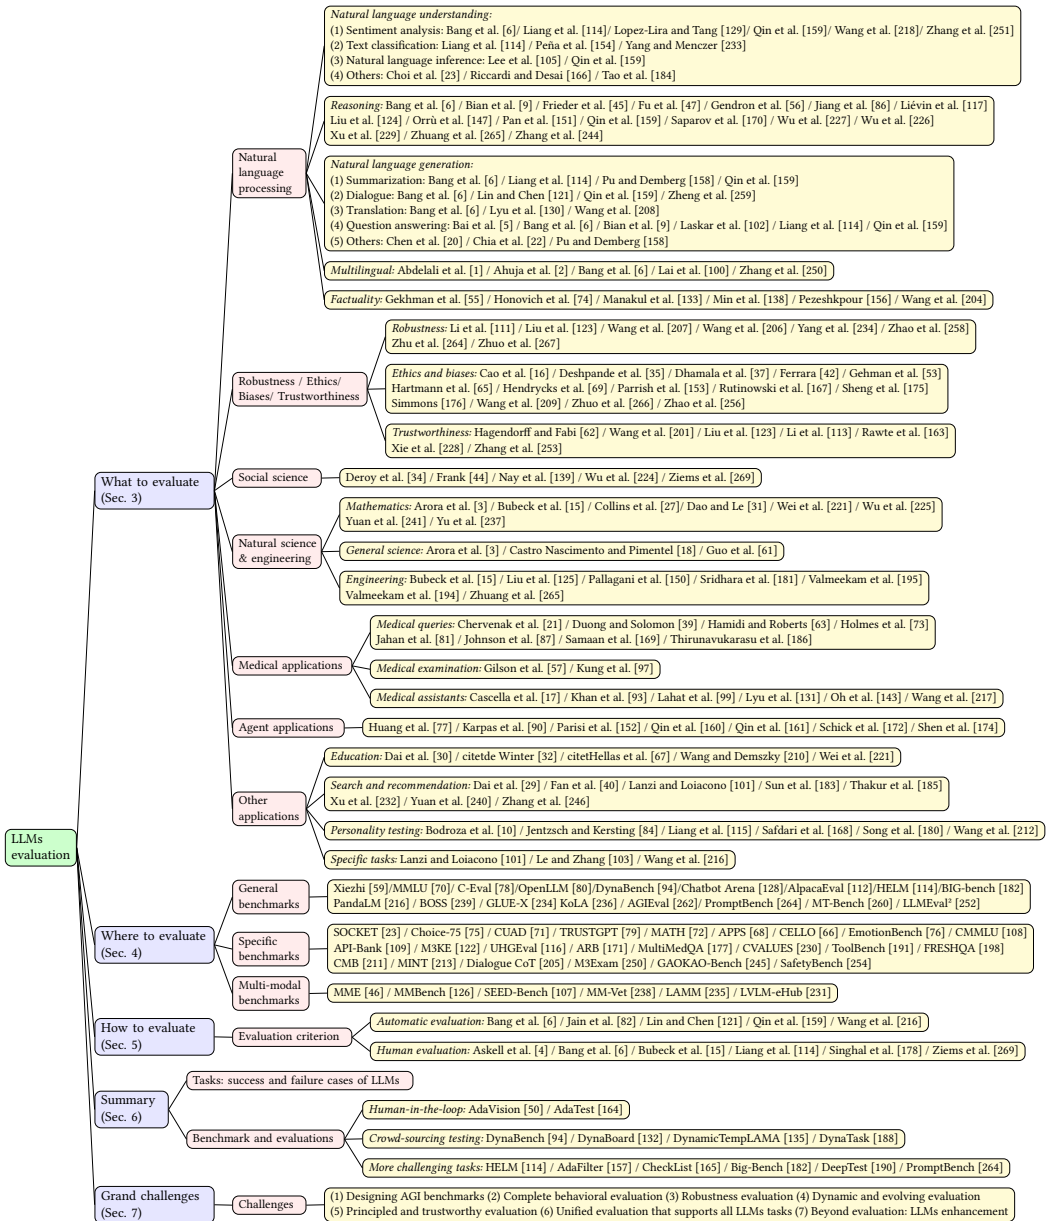 LLMs
evaluation
What to evaluate
(Sec. 3)
Natural
language
processing
Natural language understanding:
(1) Sentiment analysis: Bang et al. [6]/ Liang et al. [114]/ Lopez-Lira and Tang [129]/ Qin et al. [159]/ Wang et al. [218]/ Zhang et al. [251]
(2) Text classification: Liang et al. [114] / Peña et al. [154] / Yang and Menczer [233]
(3) Natural language inference: Lee et al. [105] / Qin et al. [159]
(4) Others: Choi et al. [23] / Riccardi and Desai [166] / Tao et al. [184]
Reasoning: Bang et al. [6] / Bian et al. [9] / Frieder et al. [45] / Fu et al. [47] / Gendron et al. [56] / Jiang et al. [86] / Liévin et al. [117]
Liu et al. [124] / Orrù et al. [147] / Pan et al. [151] / Qin et al. [159] / Saparov et al. [170] / Wu et al. [227] / Wu et al. [226]
Xu et al. [229] / Zhuang et al. [265] / Zhang et al. [244]
Natural language generation:
(1) Summarization: Bang et al. [6] / Liang et al. [114] / Pu and Demberg [158] / Qin et al. [159]
(2) Dialogue: Bang et al. [6] / Lin and Chen [121] / Qin et al. [159] / Zheng et al. [259]
(3) Translation: Bang et al. [6] / Lyu et al. [130] / Wang et al. [208]
(4) Question answering: Bai et al. [5] / Bang et al. [6] / Bian et al. [9] / Laskar et al. [102] / Liang et al. [114] / Qin et al. [159]
(5) Others: Chen et al. [20] / Chia et al. [22] / Pu and Demberg [158]
Multilingual: Abdelali et al. [1] / Ahuja et al. [2] / Bang et al. [6] / Lai et al. [100] / Zhang et al. [250]
Factuality: Gekhman et al. [55] / Honovich et al. [74] / Manakul et al. [133] / Min et al. [138] / Pezeshkpour [156] / Wang et al. [204]
Robustness / Ethics/
Biases/ Trustworthiness
Robustness: Li et al. [111] / Liu et al. [123] / Wang et al. [207] / Wang et al. [206] / Yang et al. [234] / Zhao et al. [258]
Zhu et al. [264] / Zhuo et al. [267]
Ethics and biases: Cao et al. [16] / Deshpande et al. [35] / Dhamala et al. [37] / Ferrara [42] / Gehman et al. [53]
Hartmann et al. [65] / Hendrycks et al. [69] / Parrish et al. [153] / Rutinowski et al. [167] / Sheng et al. [175]
Simmons [176] / Wang et al. [209] / Zhuo et al. [266] / Zhao et al. [256]
Trustworthiness: Hagendorff and Fabi [62] / Wang et al. [201] / Liu et al. [123] / Li et al. [113] / Rawte et al. [163]
Xie et al. [228] / Zhang et al. [253]
Social science
Deroy et al. [34] / Frank [44] / Nay et al. [139] / Wu et al. [224] / Ziems et al. [269]
Natural science
& engineering
Mathematics: Arora et al. [3] / Bubeck et al. [15] / Collins et al. [27]/ Dao and Le [31] / Wei et al. [221] / Wu et al. [225]
Yuan et al. [241] / Yu et al. [237]
General science: Arora et al. [3] / Castro Nascimento and Pimentel [18] / Guo et al. [61]
Engineering: Bubeck et al. [15] / Liu et al. [125] / Pallagani et al. [150] / Sridhara et al. [181] / Valmeekam et al. [195]
Valmeekam et al. [194] / Zhuang et al. [265]
Medical applications
Medical queries: Chervenak et al. [21] / Duong and Solomon [39] / Hamidi and Roberts [63] / Holmes et al. [73]
Jahan et al. [81] / Johnson et al. [87] / Samaan et al. [169] / Thirunavukarasu et al. [186]
Medical examination: Gilson et al. [57] / Kung et al. [97]
Medical assistants: Cascella et al. [17] / Khan et al. [93] / Lahat et al. [99] / Lyu et al. [131] / Oh et al. [143] / Wang et al. [217]
Agent applications
Huang et al. [77] / Karpas et al. [90] / Parisi et al. [152] / Qin et al. [160] / Qin et al. [161] / Schick et al. [172] / Shen et al. [174]
Other
applications
Education: Dai et al. [30] / citetde Winter [32] / citetHellas et al. [67] / Wang and Demszky [210] / Wei et al. [221]
Search and recommendation: Dai et al. [29] / Fan et al. [40] / Lanzi and Loiacono [101] / Sun et al. [183] / Thakur et al. [185]
Xu et al. [232] / Yuan et al. [240] / Zhang et al. [246]
Personality testing: Bodroza et al. [10] / Jentzsch and Kersting [84] / Liang et al. [115] / Safdari et al. [168] / Song et al. [180] / Wang et al. [212]
Specific tasks: Lanzi and Loiacono [101] / Le and Zhang [103] / Wang et al. [216]
Where to evaluate
(Sec. 4)
General
benchmarks
Xiezhi [59]/MMLU [70]/ C-Eval [78]/OpenLLM [80]/DynaBench [94]/Chatbot Arena [128]/AlpacaEval [112]/HELM [114]/BIG-bench [182]
PandaLM [216] / BOSS [239] / GLUE-X [234] KoLA [236] / AGIEval [262]/ PromptBench [264] / MT-Bench [260] / LLMEval² [252]
Specific
benchmarks
SOCKET [23] / Choice-75 [75] / CUAD [71] / TRUSTGPT [79] / MATH [72] / APPS [68] / CELLO [66] / EmotionBench [76] / CMMLU [108]
API-Bank [109] / M3KE [122] / UHGEval [116] / ARB [171] / MultiMedQA [177] / CVALUES [230] / ToolBench [191] / FRESHQA [198]
CMB [211] / MINT [213] / Dialogue CoT [205] / M3Exam [250] / GAOKAO-Bench [245] / SafetyBench [254]
Multi-modal
benchmarks
MME [46] / MMBench [126] / SEED-Bench [107] / MM-Vet [238] / LAMM [235] / LVLM-eHub [231]
How to evaluate
(Sec. 5)
Evaluation criterion
Automatic evaluation: Bang et al. [6] / Jain et al. [82] / Lin and Chen [121] / Qin et al. [159] / Wang et al. [216]
Human evaluation: Askell et al. [4] / Bang et al. [6] / Bubeck et al. [15] / Liang et al. [114] / Singhal et al. [178] / Ziems et al. [269]
Summary
(Sec. 6)
Tasks: success and failure cases of LLMs
Benchmark and evaluations
Human-in-the-loop: AdaVision [50] / AdaTest [164]
Crowd-sourcing testing: DynaBench [94] / DynaBoard [132] / DynamicTempLAMA [135] / DynaTask [188]
More challenging tasks: HELM [114] / AdaFilter [157] / CheckList [165] / Big-Bench [182] / DeepTest [190] / PromptBench [264]
Grand challenges
(Sec. 7)
Challenges
(1) Designing AGI benchmarks (2) Complete behavioral evaluation (3) Robustness evaluation (4) Dynamic and evolving evaluation
(5) Principled and trustworthy evaluation (6) Unified evaluation that supports all LLMs tasks (7) Beyond evaluation: LLMs enhancement